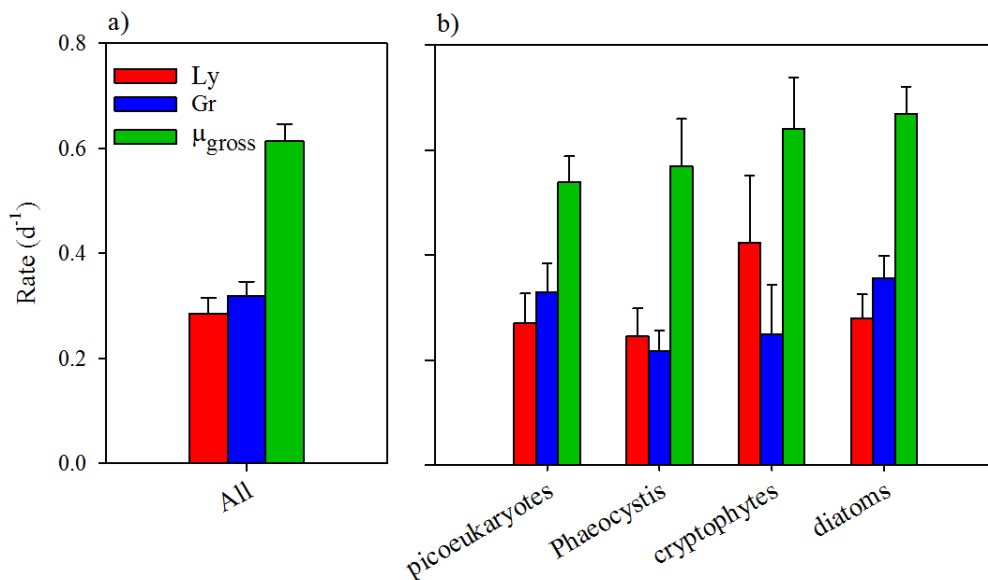 a)
b)
0.8
0.6
0.4
0.2
0.0
Rate (d⁻¹)
Ly
Gr
μgross
All
picoeukaryotes
Phaeocystis
cryptophytes
diatoms